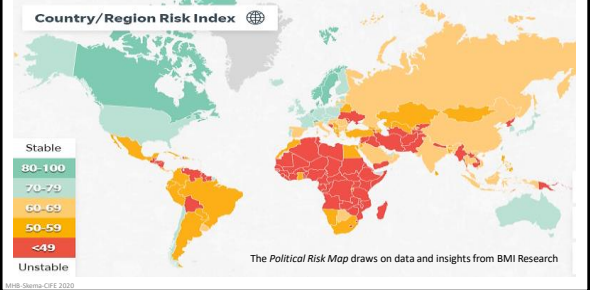 Country/Region Risk Index
Stable
80-100
70-79
60-69
50-59
<49
Unstable
The Political Risk Map draws on data and insights from BMI Research
MHB-Skema-CIFE 2020